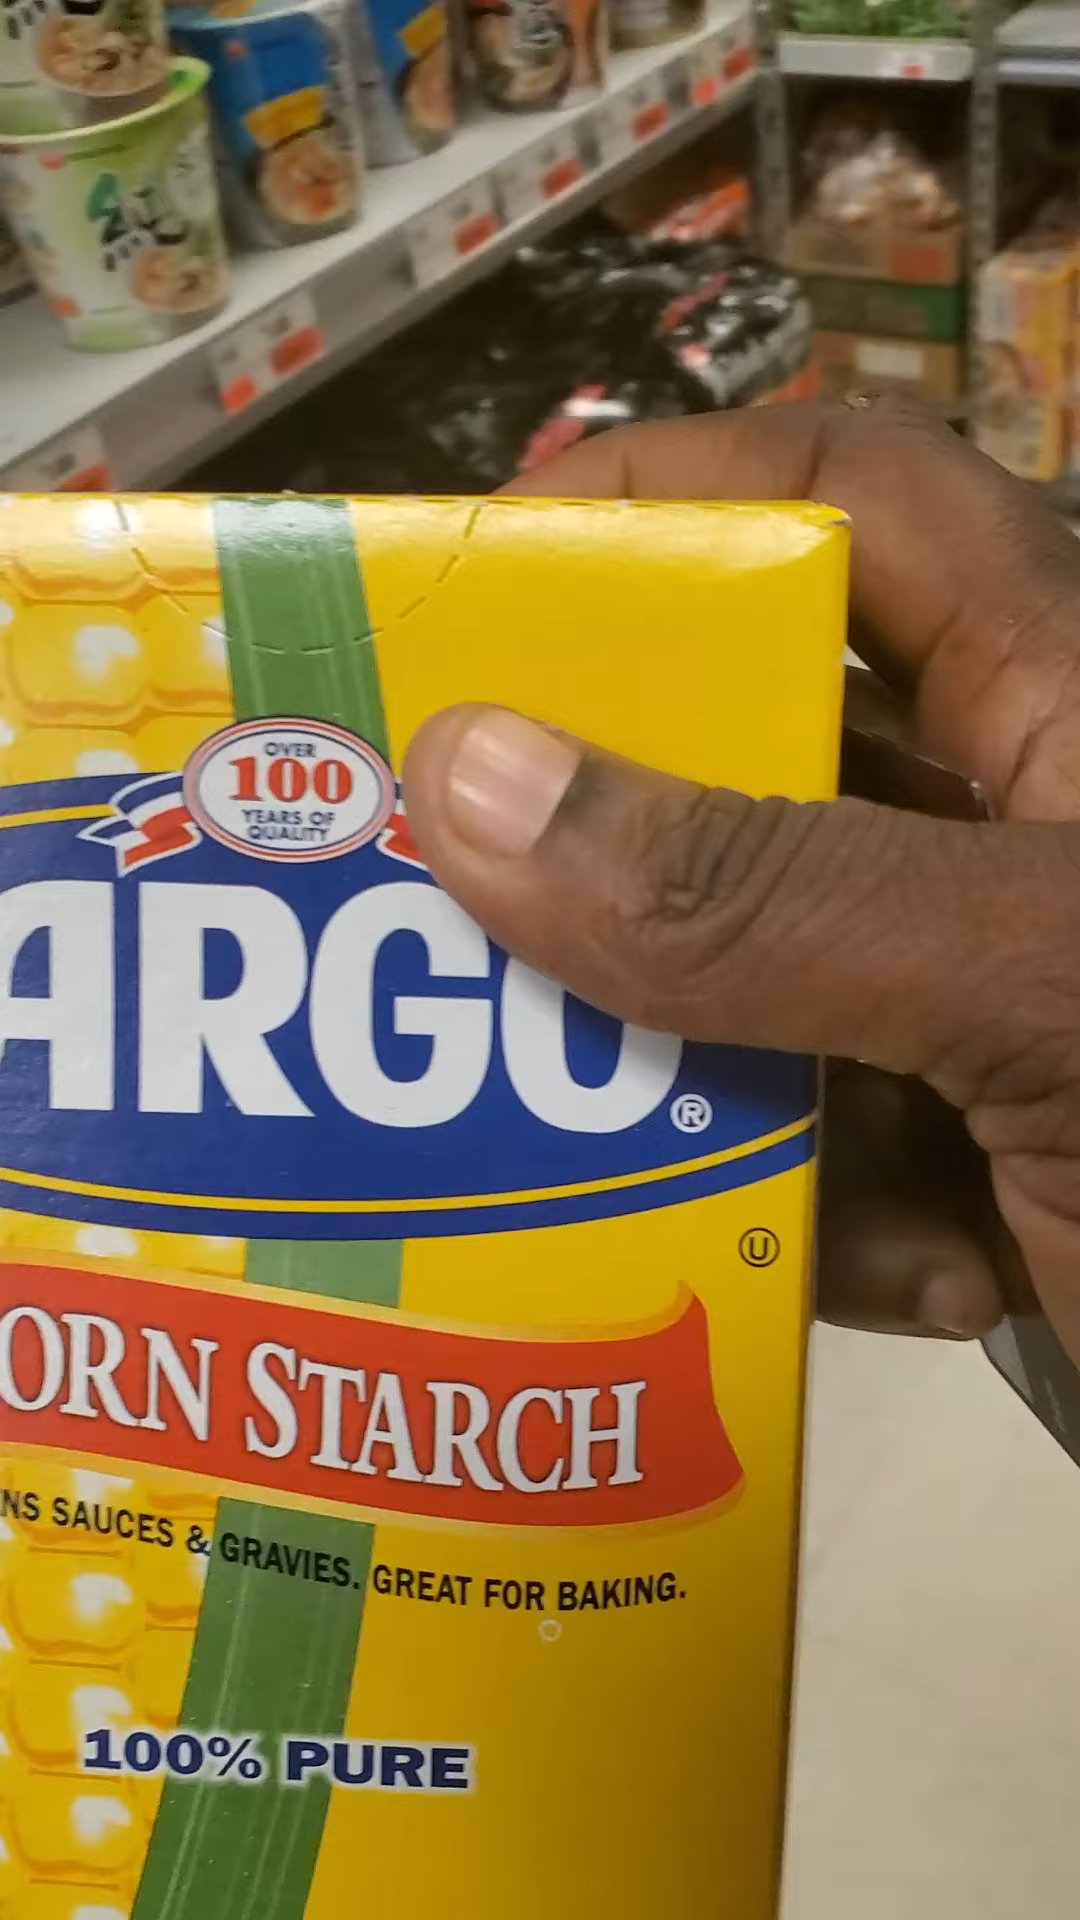 OVER
100
YEARS OF
QUALITY
ARGO®
U
ORN STARCH
NS SAUCES & GRAVIES. GREAT FOR BAKING.
100% PURE